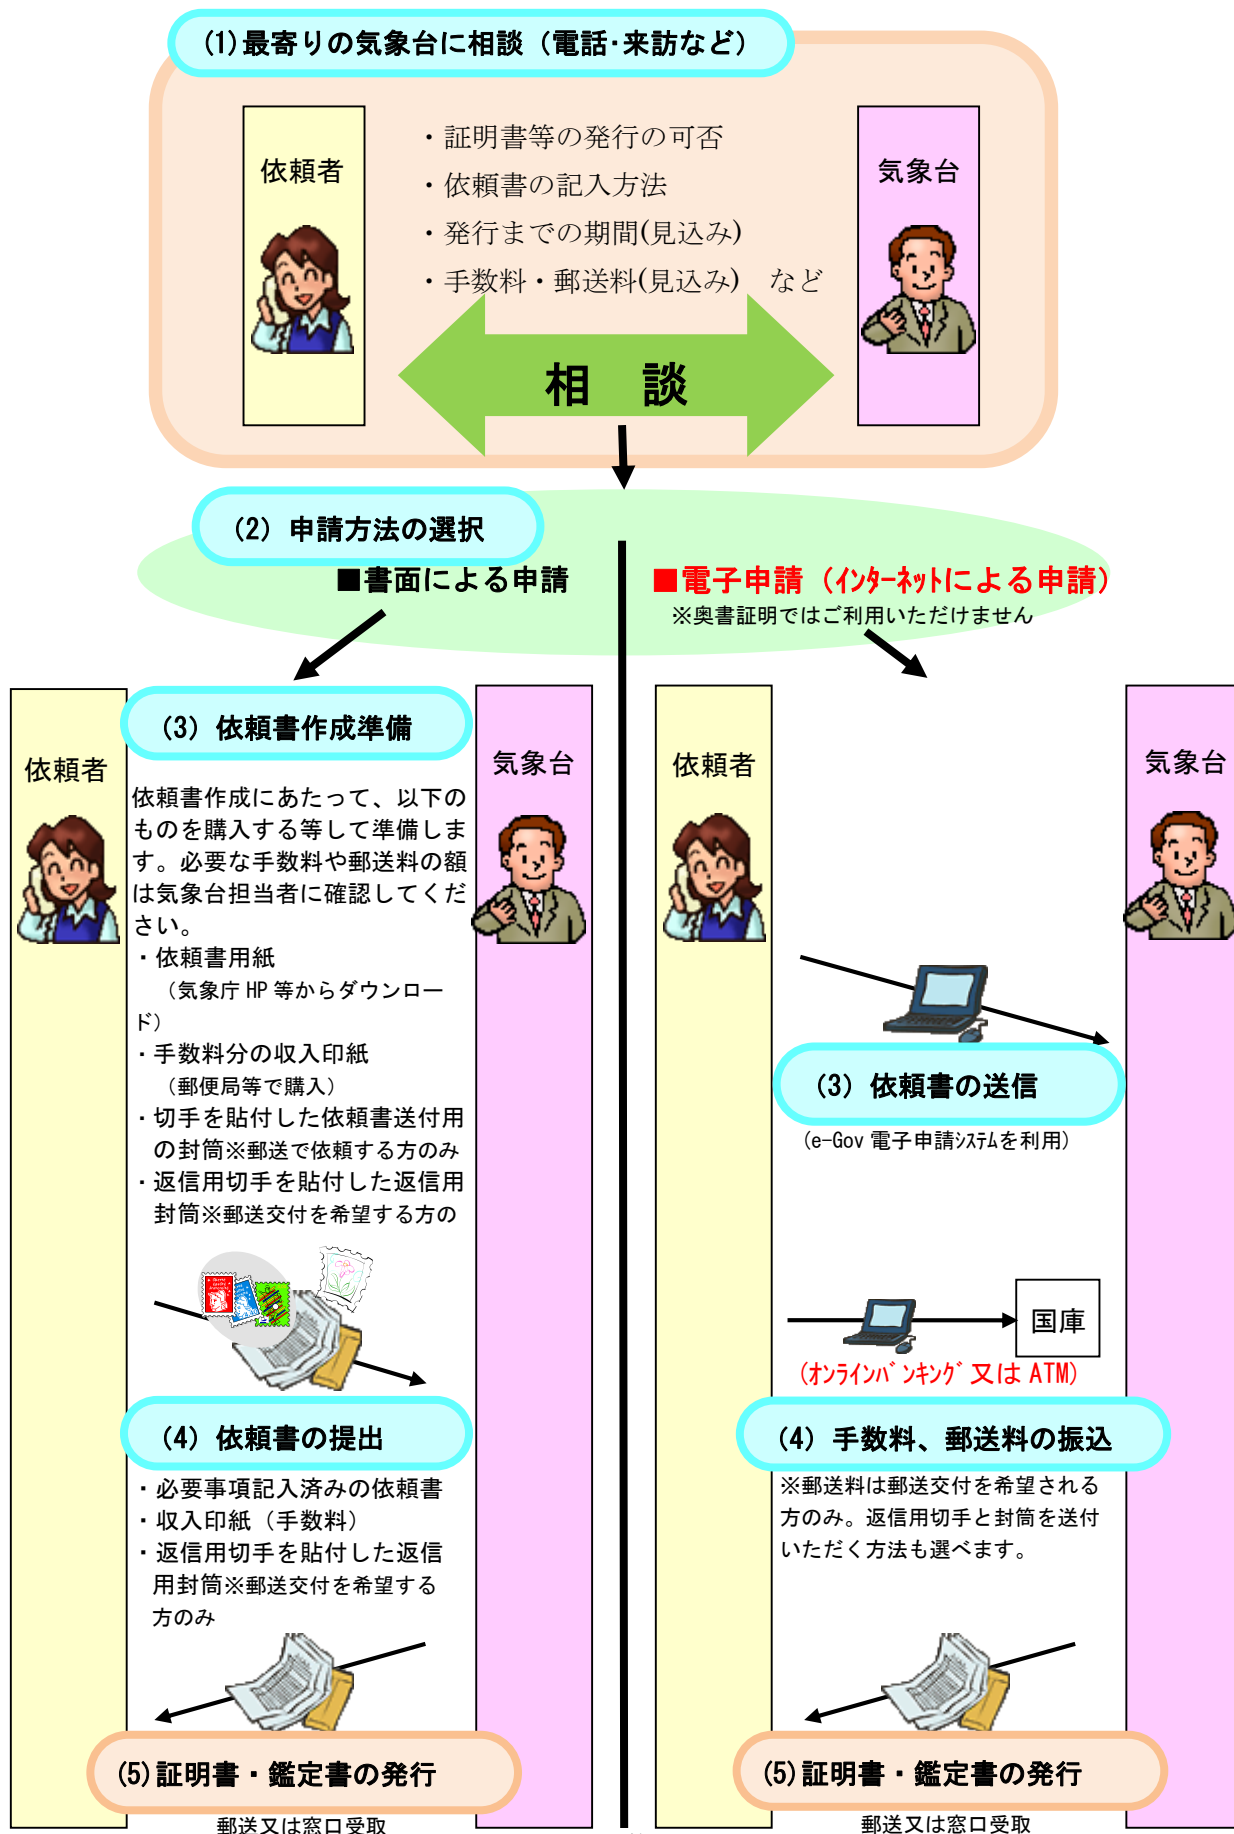 (1)最寄りの気象台に相談（電話・来訪など）
依頼者
・証明書等の発行の可否
・依頼書の記入方法
・発行までの期間(見込み)
・手数料・郵送料(見込み)　など
気象台
相　談
(2) 申請方法の選択
■書面による申請
■電子申請（ｲﾝﾀｰﾈｯﾄによる申請）
※奥書証明ではご利用いただけません
依頼者
(3) 依頼書作成準備
気象台
依頼書作成にあたって、以下の
ものを購入する等して準備しま
す。必要な手数料や郵送料の額
は気象台担当者に確認してくだ
さい。
・依頼書用紙
（気象庁 HP 等からダウンロー
ド）
・手数料分の収入印紙
（郵便局等で購入）
・切手を貼付した依頼書送付用
の封筒※郵送で依頼する方のみ
・返信用切手を貼付した返信用
封筒※郵送交付を希望する方の
(4) 依頼書の提出
・必要事項記入済みの依頼書
・収入印紙（手数料）
・返信用切手を貼付した返信
用封筒※郵送交付を希望する
方のみ
(5)証明書・鑑定書の発行
郵送又は窓口受取
依頼者
気象台
(3) 依頼書の送信
(e-Gov 電子申請ｼｽﾃﾑを利用)
国庫
(ｵﾝﾗｲﾝﾊﾞﾝｷﾝｸﾞ又は ATM)
(4) 手数料、郵送料の振込
※郵送料は郵送交付を希望される
方のみ。返信用切手と封筒を送付
いただく方法も選べます。
(5)証明書・鑑定書の発行
郵送又は窓口受取